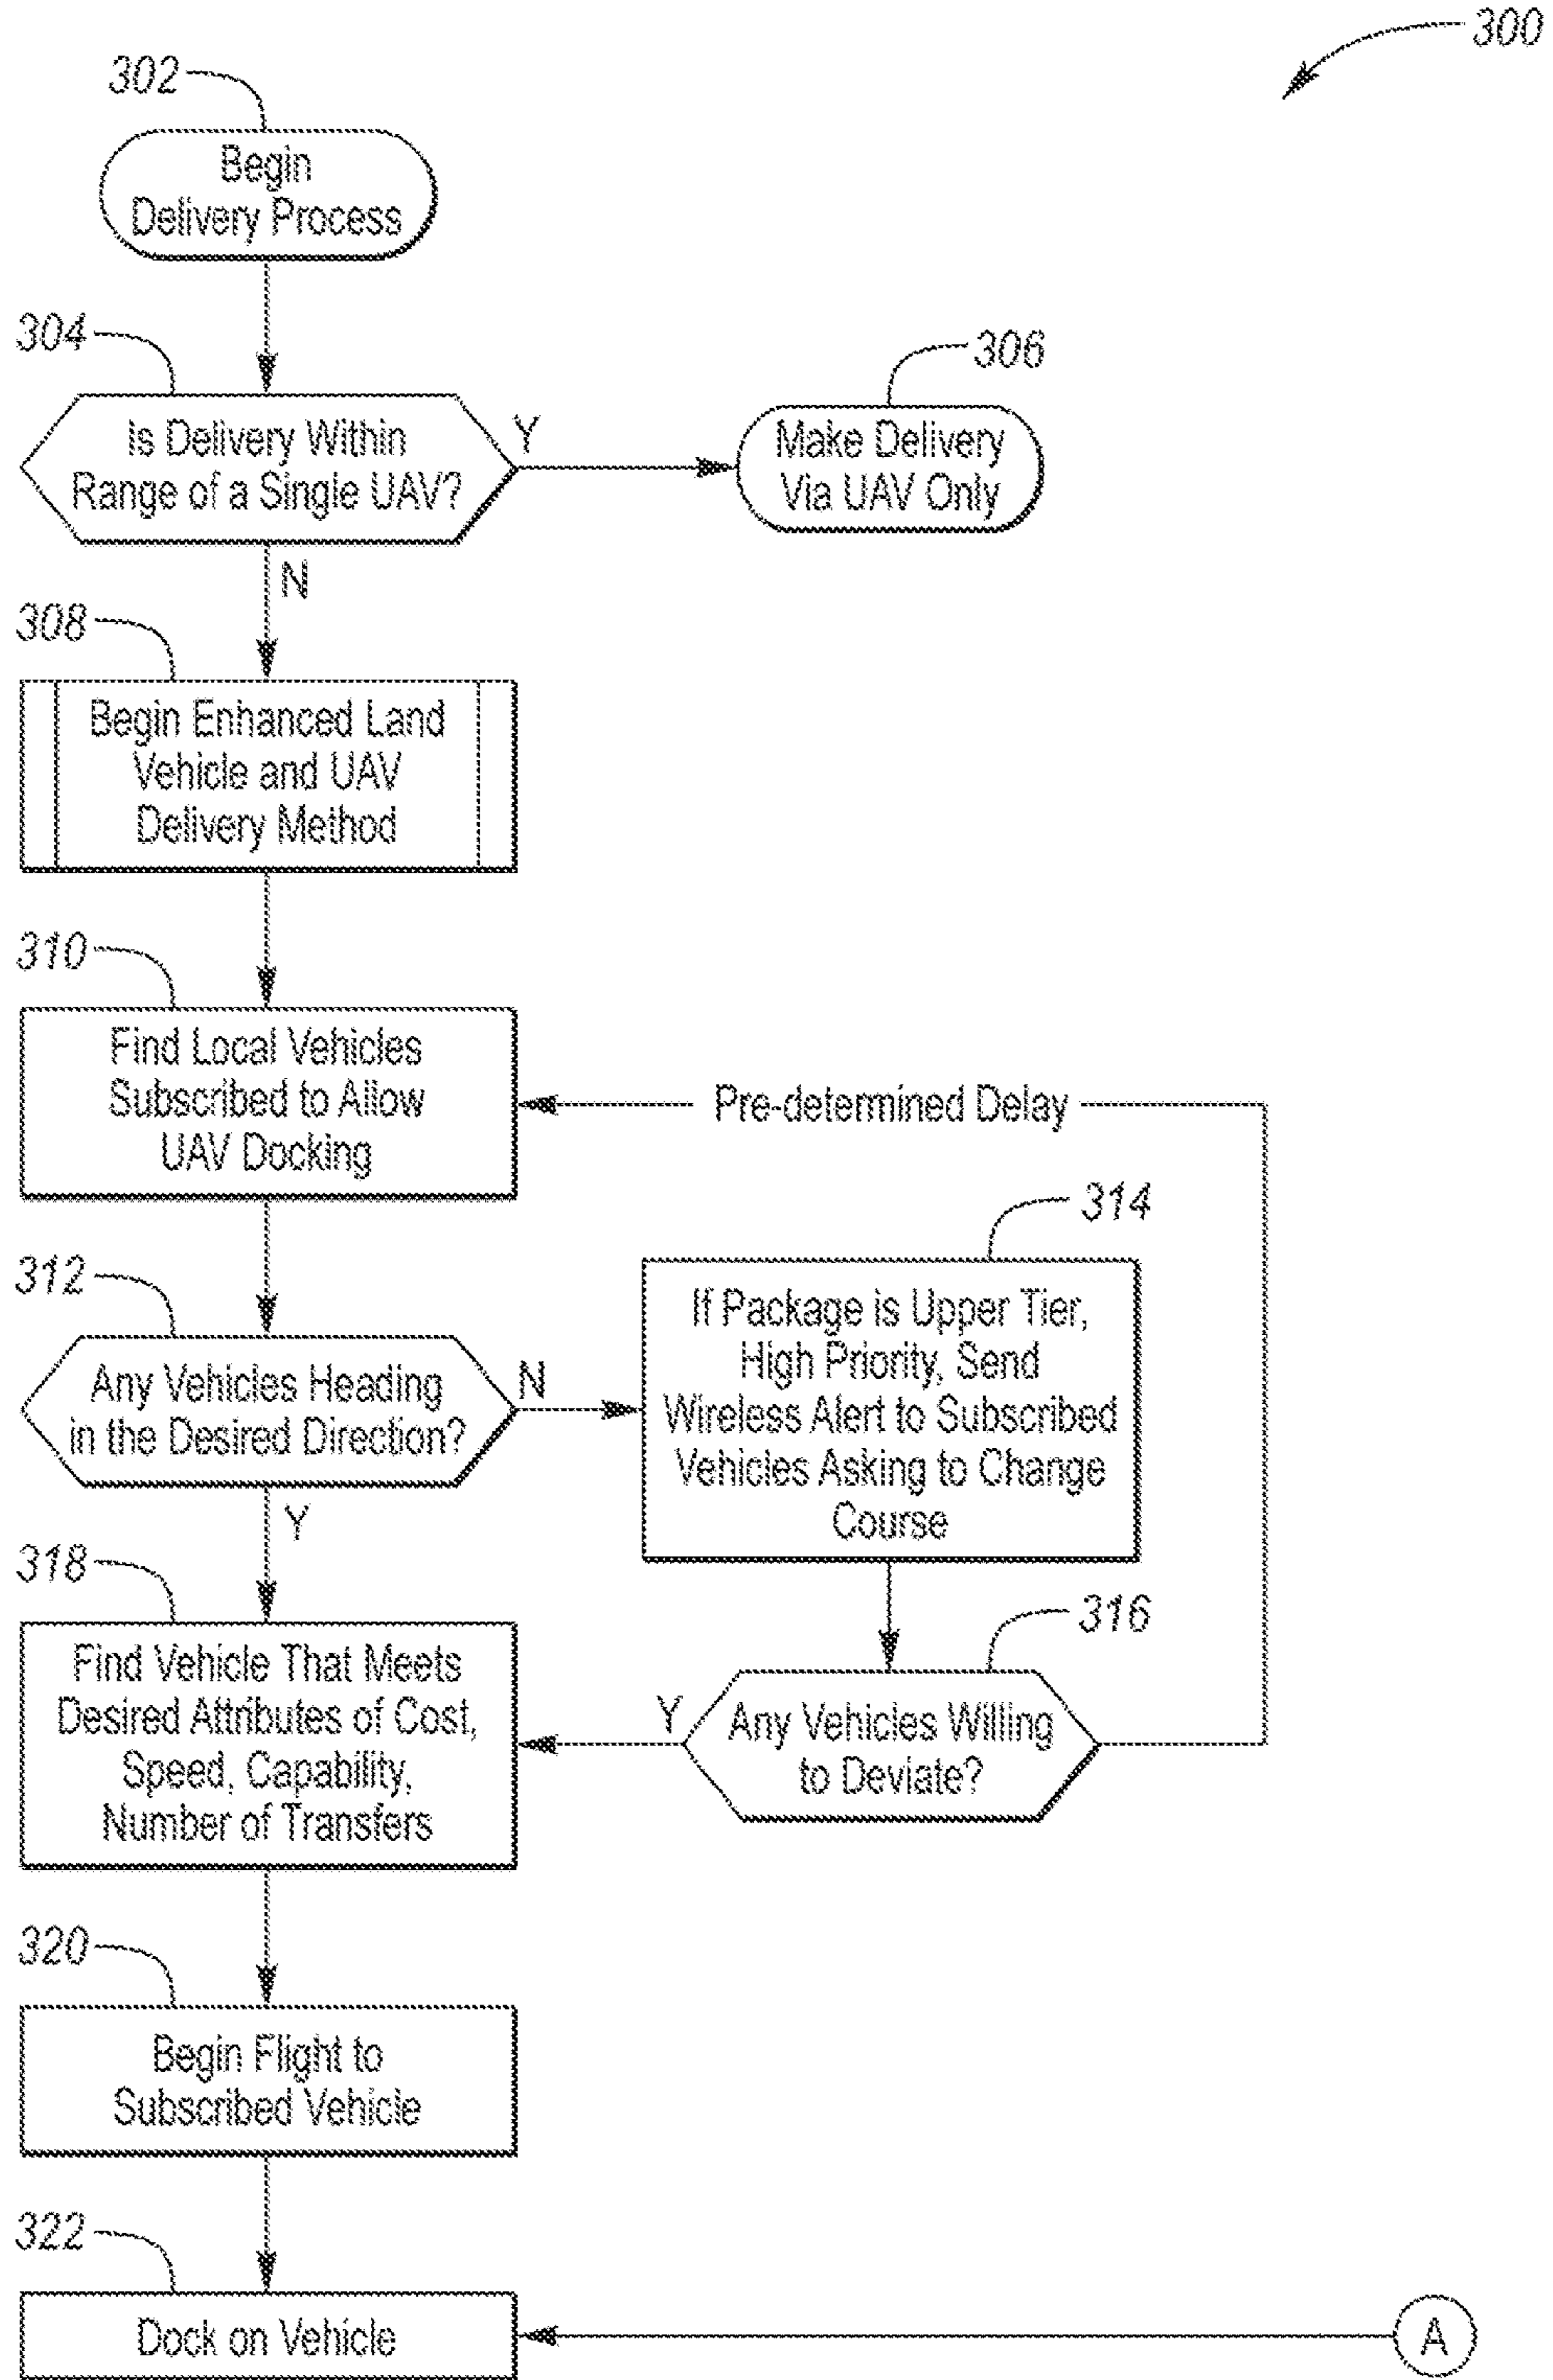 300
302
Begin
Delivery Process
304
Is Delivery Within
Range of a Single UAV?
Y
306
Make Delivery
Via UAV Only
N
308
Begin Enhanced Land
Vehicle and UAV
Delivery Method
310
Find Local Vehicles
Subscribed to Allow
UAV Docking
Pre-determined Delay
312
Any Vehicles Heading
in the Desired Direction?
N
314
If Package is Upper Tier,
High Priority, Send
Wireless Alert to Subscribed
Vehicles Asking to Change
Course
Y
316
Any Vehicles Willing
to Deviate?
Y
318
Find Vehicle That Meets
Desired Attributes of Cost,
Speed, Capability,
Number of Transfers
320
Begin Flight to
Subscribed Vehicle
322
Dock on Vehicle
A